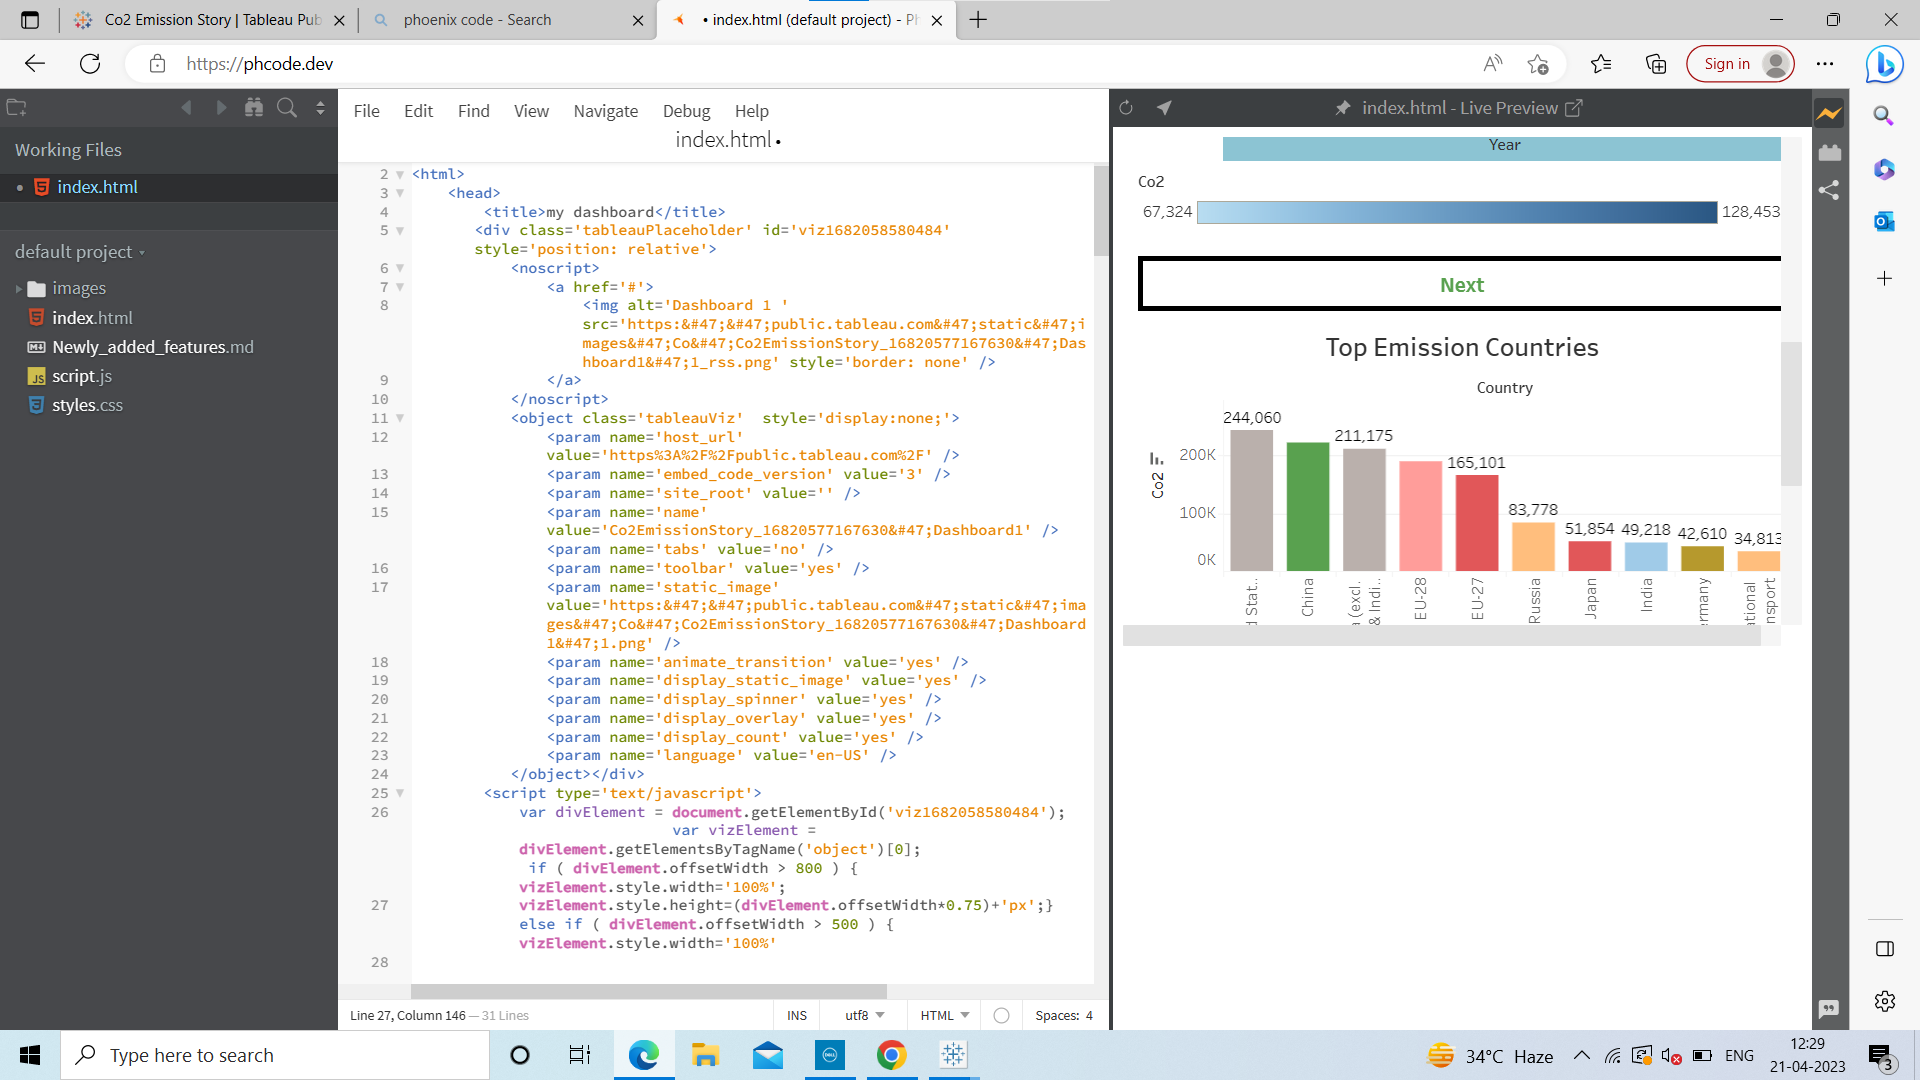 Co2 Emission Story | Tableau Pub
phoenix code - Search
• index.html (default project) - Ph
https://phcode.dev
Sign in
File Edit Find View Navigate Debug Help
index.html •
index.html - Live Preview
Working Files
index.html
default project
images
index.html
Newly_added_features.md
script.js
styles.css
2 <html>
3 <head>
4 <title>my dashboard</title>
5 <div class='tableauPlaceholder' id='viz1682058580484'
style='position: relative'>
6 <noscript>
7 <a href='#'>
8 <img alt='Dashboard 1 '
src='https:&#47;&#47;public.tableau.com&#47;static&#47;i
mages&#47;Co&#47;Co2EmissionStory_16820577167630&#47;Das
hboard1&#47;1_rss.png' style='border: none' />
9 </a>
10 </noscript>
11 <object class='tableauViz'  style='display:none;'>
12 <param name='host_url'
value='https%3A%2F%2Fpublic.tableau.com%2F' />
13 <param name='embed_code_version' value='3' />
14 <param name='site_root' value='' />
15 <param name='name'
value='Co2EmissionStory_16820577167630&#47;Dashboard1' />
<param name='tabs' value='no' />
16 <param name='toolbar' value='yes' />
17 <param name='static_image'
value='https:&#47;&#47;public.tableau.com&#47;static&#47;ima
ges&#47;Co&#47;Co2EmissionStory_16820577167630&#47;Dashboard
1&#47;1.png' />
18 <param name='animate_transition' value='yes' />
19 <param name='display_static_image' value='yes' />
20 <param name='display_spinner' value='yes' />
21 <param name='display_overlay' value='yes' />
22 <param name='display_count' value='yes' />
23 <param name='language' value='en-US' />
24 </object></div>
25 <script type='text/javascript'>
26 var divElement = document.getElementById('viz1682058580484');
var vizElement =
divElement.getElementsByTagName('object')[0];
if ( divElement.offsetWidth > 800 ) {
vizElement.style.width='100%';
27 vizElement.style.height=(divElement.offsetWidth*0.75)+'px';}
else if ( divElement.offsetWidth > 500 ) {
vizElement.style.width='100%'
28
Line 27, Column 146 — 31 Lines
INS
utf8
HTML
Spaces: 4
Year
Co2
67,324
128,453
Next
Top Emission Countries
Country
Co2
200K
100K
0K
244,060
211,175
165,101
83,778
51,854
49,218
42,610
34,813
d Stat..
China
a (excl.
& Indi..
EU-28
EU-27
Russia
Japan
India
ermany
ational
nsport
Type here to search
DELL
34°C Haze
ENG
12:29
21-04-2023
3